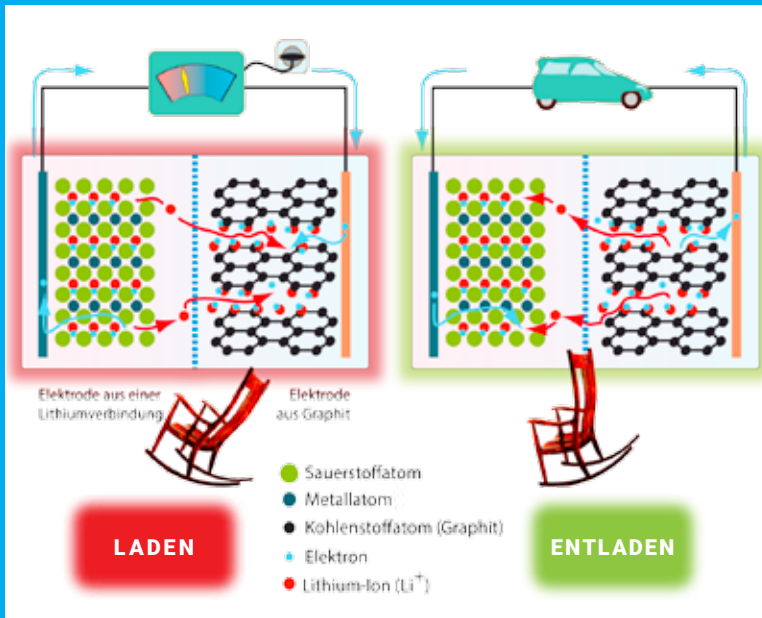 Elektrode aus einer
Lithiumverbindung
Elektrode
aus Graphit
Sauerstoffatom
Metallatom
Kohlenstoffatom (Graphit)
Elektron
Lithium-Ion (Li⁺)
LADEN
ENTLADEN